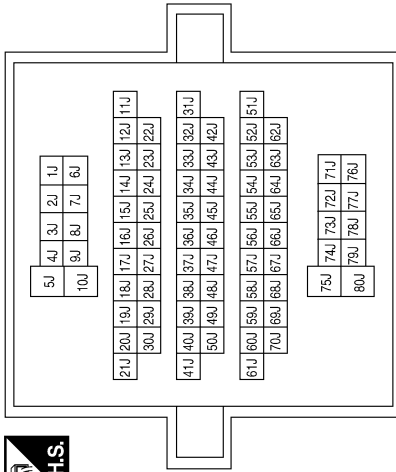 H.S.
5J 4J 3J 2J 1J
10J 9J 8J 7J 6J
21J 20J 19J 18J 17J 16J 15J 14J 13J 12J 11J
30J 29J 28J 27J 26J 25J 24J 23J 22J
41J 40J 39J 38J 37J 36J 35J 34J 33J 32J 31J
50J 49J 48J 47J 46J 45J 44J 43J 42J
61J 60J 59J 58J 57J 56J 55J 54J 53J 52J 51J
70J 69J 68J 67J 66J 65J 64J 63J 62J
75J 74J 73J 72J 71J
80J 79J 78J 77J 76J